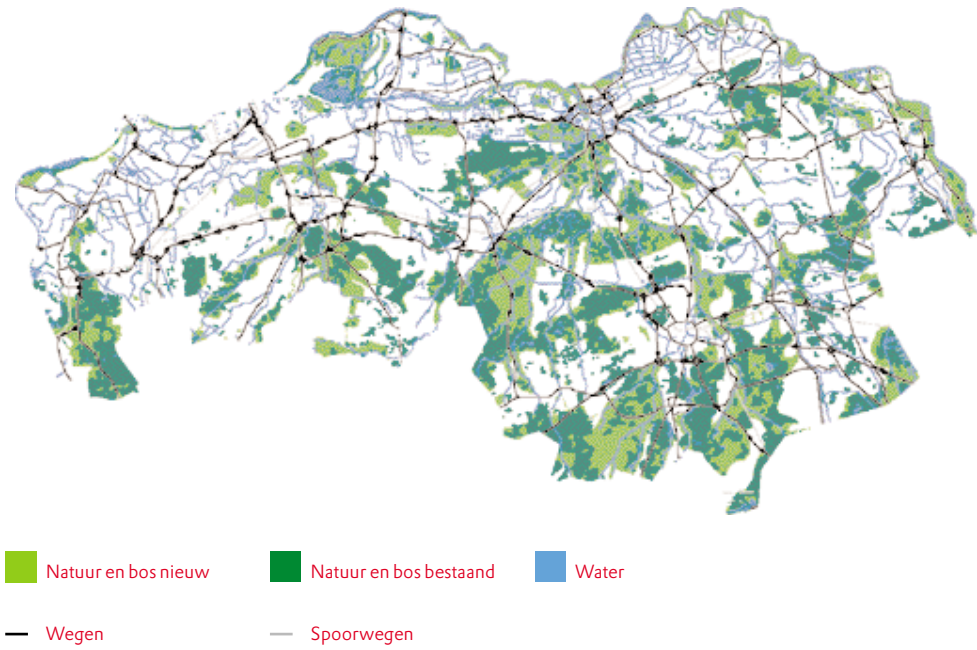 Natuur en bos nieuw
Natuur en bos bestaand
Water
Wegen
Spoorwegen